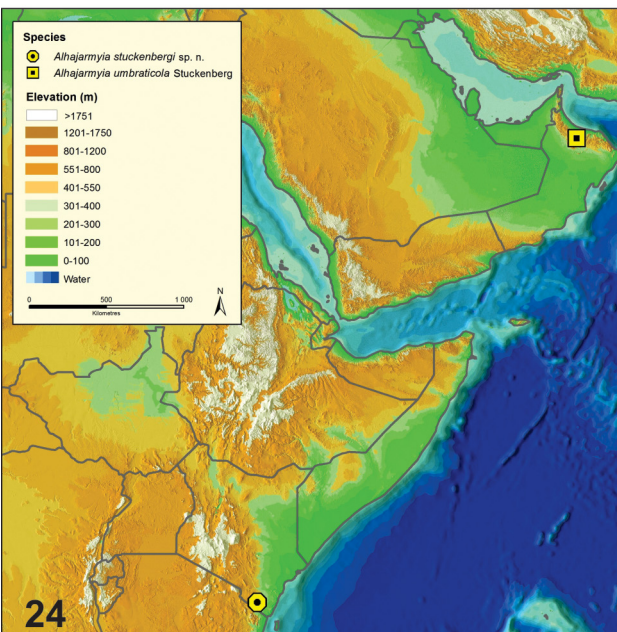 Species
Alhajarmyia stuckenbergi sp. n.
Alhajarmyia umbraticola Stuckenberg
Elevation (m)
>1751
1201-1750
801-1200
551-800
401-550
301-400
201-300
101-200
0-100
Water
N
0 500 1 000
Kilometres
24